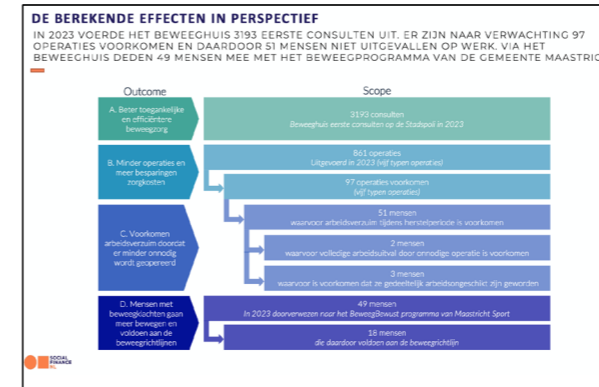 DE BEREKENDE EFFECTEN IN PERSPECTIEF
IN 2023 VOERDE HET BEWEEGHUIS 3193 EERSTE CONSULTEN UIT. ER ZIJN NAAR VERWACHTING 97
OPERATIES VOORKOMEN EN DAARDOOR 51 MENSEN NIET UITGEVALLEN OP WERK. VIA HET
BEWEEGHUIS DEDEN 49 MENSEN MEE MET HET BEWEEGPROGRAMMA VAN DE GEMEENTE MAASTRIC
Outcome
Scope
A. Beter toegankelijke
en efficiëntere
beweegzorg
3193 consulten
Beweeghuis eerste consulten op de Stadspoli in 2023
B. Minder operaties en
meer besparingen
zorgkosten
861 operaties
Uitgevoerd in 2023 (vijf typen operaties)
97 operaties voorkomen
(vijf typen operaties)
C. Voorkomen
arbeidsverzuim doordat
er minder onnodig
wordt geopereerd
51 mensen
waarvoor arbeidsverzuim tijdens herstelperiode is voorkomen
2 mensen
waarvoor volledige arbeidsuitval door onnodige operatie is voorkomen
3 mensen
waarvoor is voorkomen dat ze gedeeltelijk arbeidsongeschikt zijn geworden
D. Mensen met
beweegklachten gaan
meer bewegen en
voldoen aan de
beweegrichtlijnen
49 mensen
In 2023 doorverwezen naar het BeweegBewust programma van Maastricht Sport
18 mensen
die daardoor voldoen aan de beweegrichtlijn
SOCIAL
FINANCE
NL